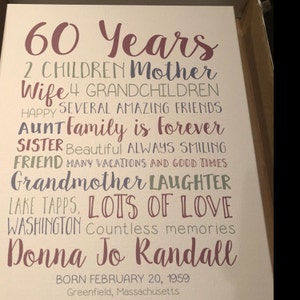 60 Years
2 CHILDREN Mother
Wife 4 GRANDCHILDREN
HAPPY SEVERAL AMAZING FRIENDS
AUNT Family is Forever
SISTER Beautiful ALWAYS SMILING
FRIEND MANY VACATIONS AND GOOD TIMES
Grandmother LAUGHTER
LAKE TAPPS, LOTS OF LOVE
WASHINGTON Countless memories
Donna Jo Randall
BORN FEBRUARY 20, 1959
Greenfield, Massachusetts